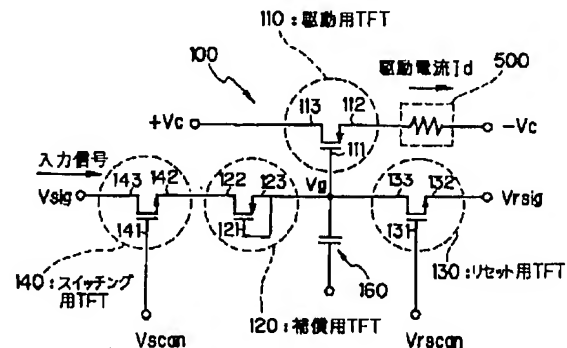 110:駆動用TFT
100
駆動電流Id
500
113
112
+Vc
-Vc
111
入力信号
Vsig
143
142
122
123
Vg
133
132
Vrsig
141
121
131
160
140:スイッチング
用TFT
130:リセット用TFT
120:補償用TFT
Vscan
Vrscan